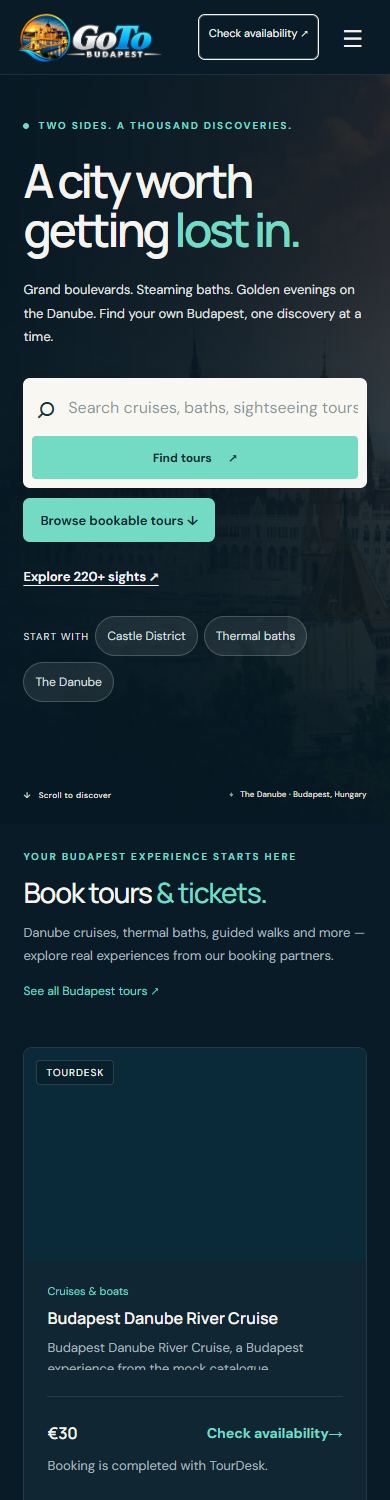 GoTo
BUDAPEST
Check availability ↗
TWO SIDES. A THOUSAND DISCOVERIES.
A city worth
getting lost in.
Grand boulevards. Steaming baths. Golden evenings on
the Danube. Find your own Budapest, one discovery at a
time.
Search cruises, baths, sightseeing tours
Find tours ↗
Browse bookable tours ↓
Explore 220+ sights ↗
START WITH
Castle District
Thermal baths
The Danube
↓ Scroll to discover
The Danube · Budapest, Hungary
YOUR BUDAPEST EXPERIENCE STARTS HERE
Book tours & tickets.
Danube cruises, thermal baths, guided walks and more —
explore real experiences from our booking partners.
See all Budapest tours ↗
TOURDESK
Cruises & boats
Budapest Danube River Cruise
Budapest Danube River Cruise, a Budapest
experience from the mock catalogue
€30
Check availability→
Booking is completed with TourDesk.